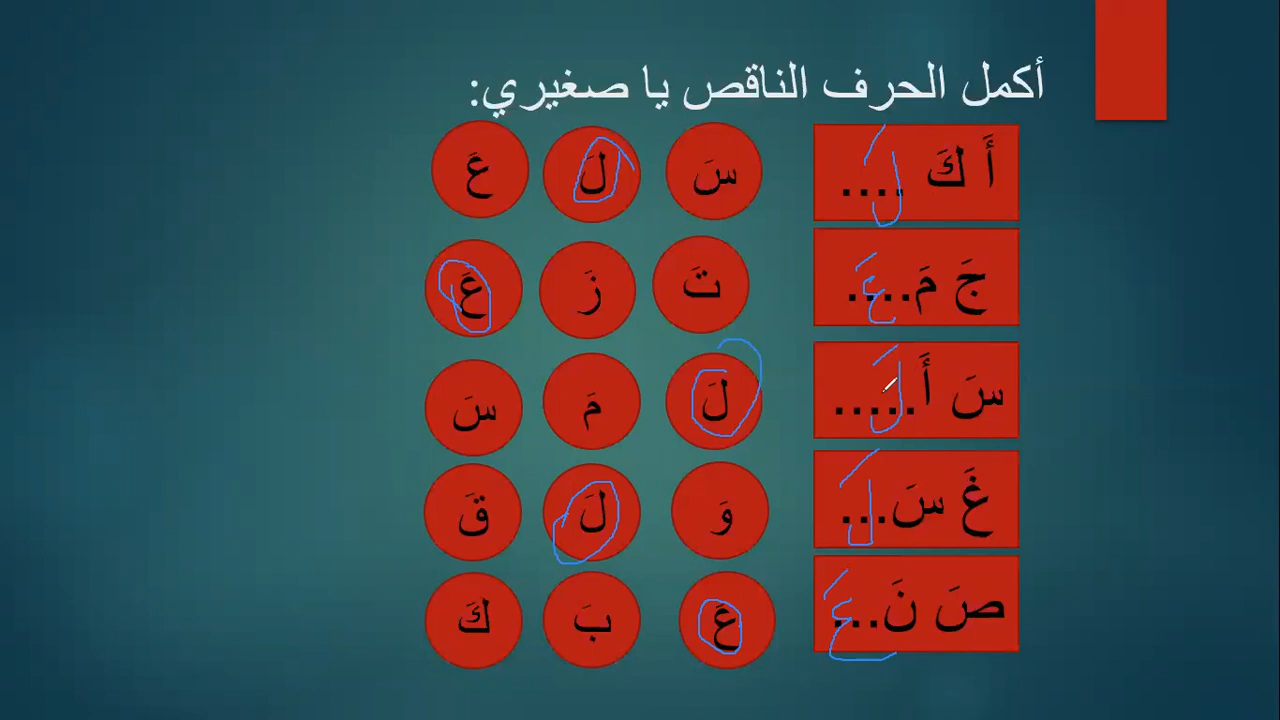 أكمل الحرف الناقص يا صغيري:
أَ كَ .... لَ سَ لَ عَ
جَ مَ.... عَ تَ زَ عَ
سَ أَ..... لَ لَ مَ سَ
غَ سَ... لَ وَ لَ قَ
صَ نَ... عَ عَ بَ كَ